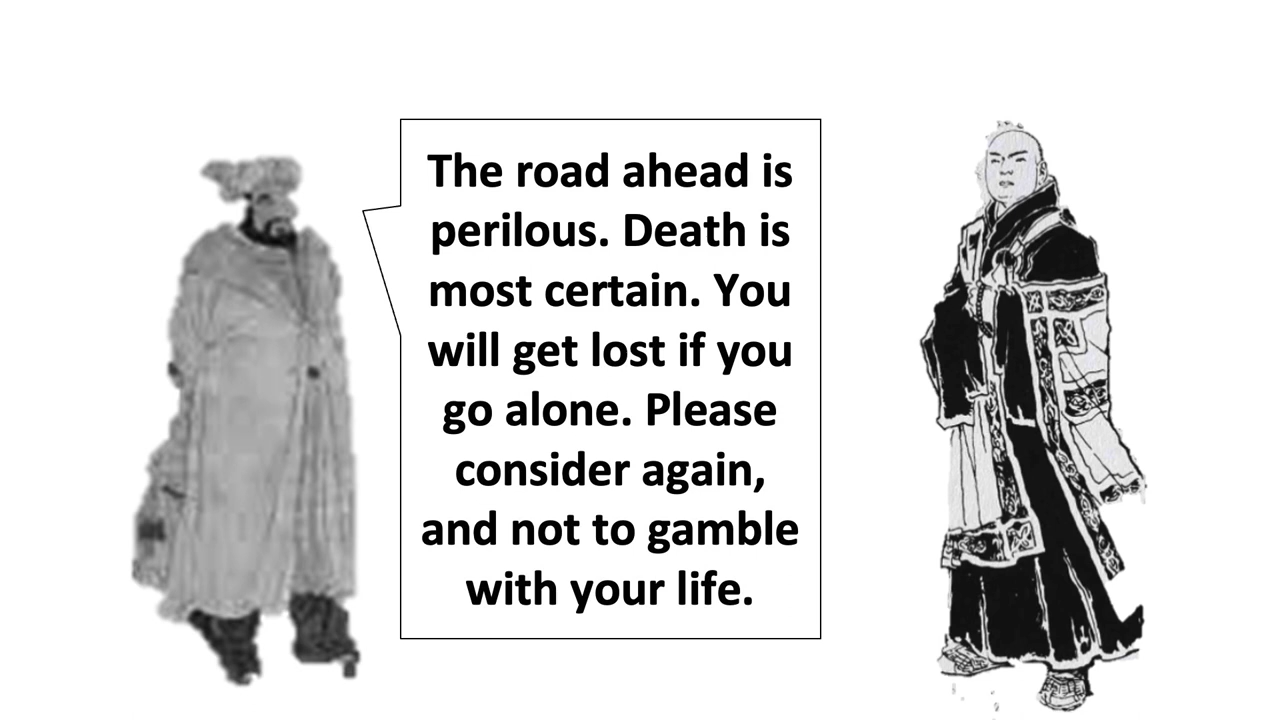 The road ahead is
perilous. Death is
most certain. You
will get lost if you
go alone. Please
consider again,
and not to gamble
with your life.